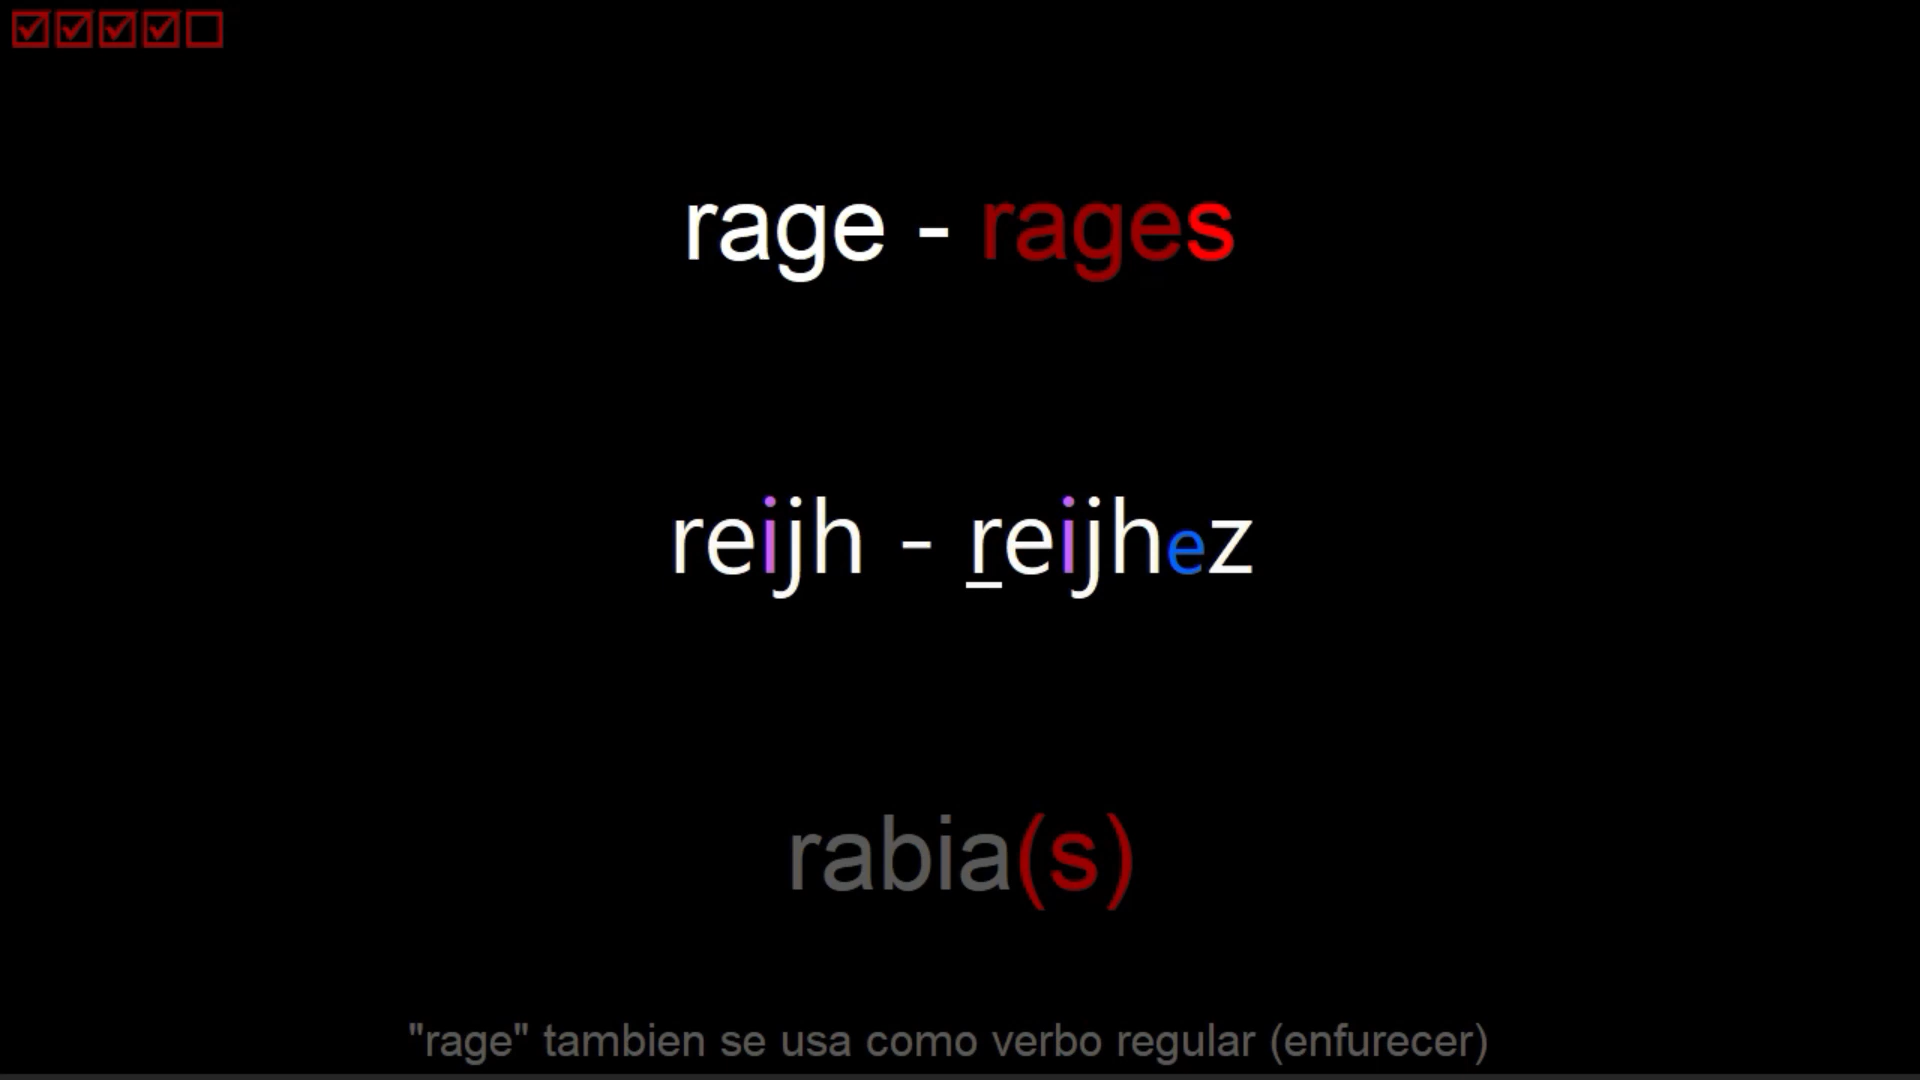 ☑☑☑☑☐
rage - rages
reijh - reijhez
rabia(s)
"rage" tambien se usa como verbo regular (enfurecer)